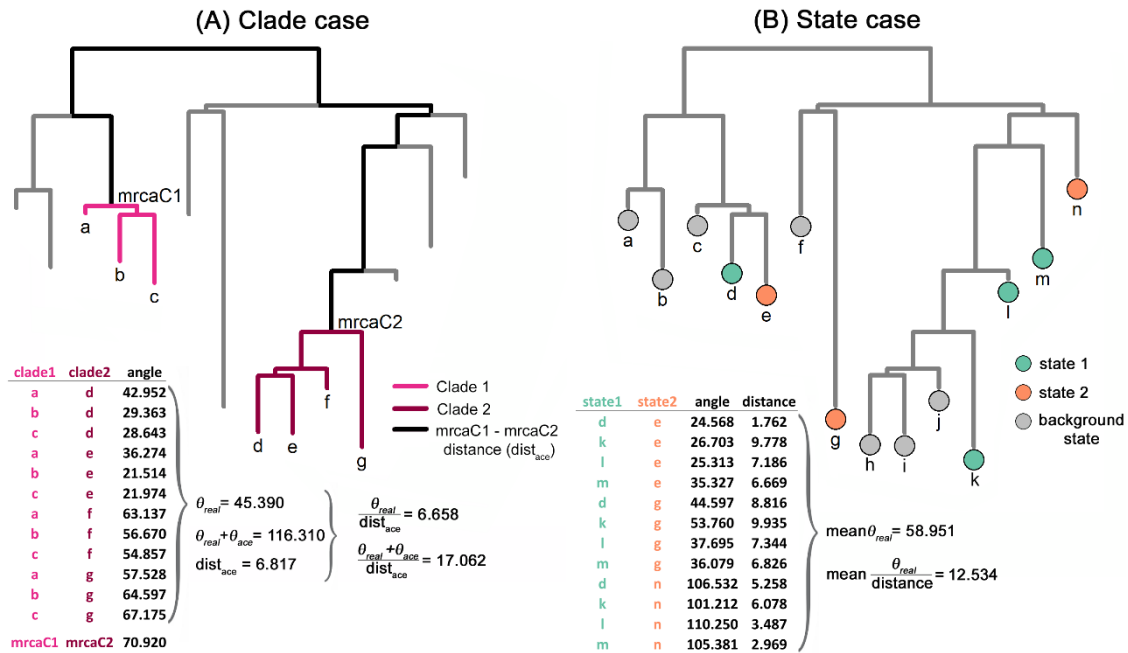 (A) Clade case
(B) State case
mrcaC1
a
b
c
mrcaC2
d
e
f
g
Clade 1
Clade 2
mrcaC1 - mrcaC2
distance (dist_ace)
clade1 clade2 angle
a d 42.952
b d 29.363
c d 28.643
a e 36.274
b e 21.514
c e 21.974
a f 63.137
b f 56.670
c f 54.857
a g 57.528
b g 64.597
c g 67.175
mrcaC1 mrcaC2 70.920
θ_real = 45.390
θ_real+θ_ace = 116.310
dist_ace = 6.817
θ_real / dist_ace = 6.658
θ_real +θ_ace / dist_ace = 17.062
a
b
c
d
e
f
g
h
i
j
k
l
m
n
state 1
state 2
background
state
state1 state2 angle distance
d e 24.568 1.762
k e 26.703 9.778
l e 25.313 7.186
m e 35.327 6.669
d g 44.597 8.816
k g 53.760 9.935
l g 37.695 7.344
m g 36.079 6.826
d n 106.532 5.258
k n 101.212 6.078
l n 110.250 3.487
m n 105.381 2.969
mean θ_real = 58.951
mean θ_real / distance = 12.534